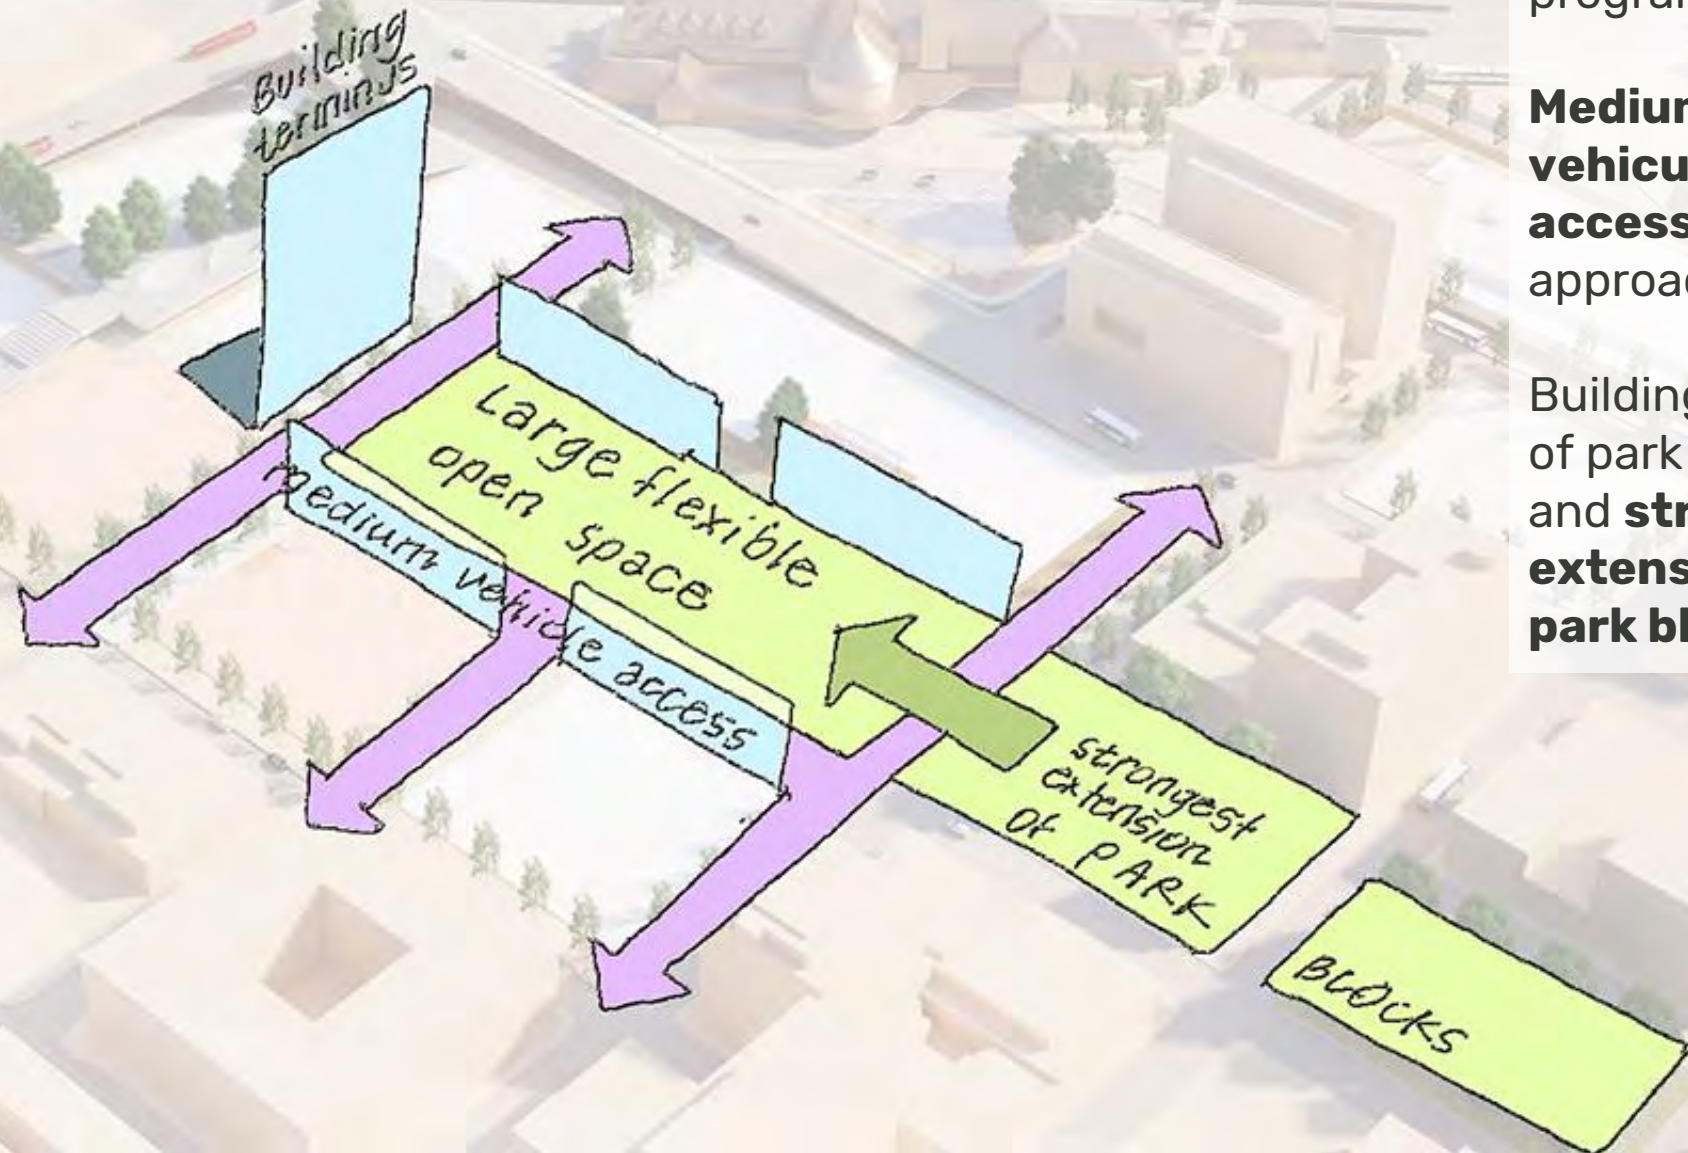 Building
terminus
Large flexible
open space
medium vehicle access
strongest
extension
of PARK
BLOCKS
program
Medium
vehicu
access
approac
Building
of park
and str
extens
park bl